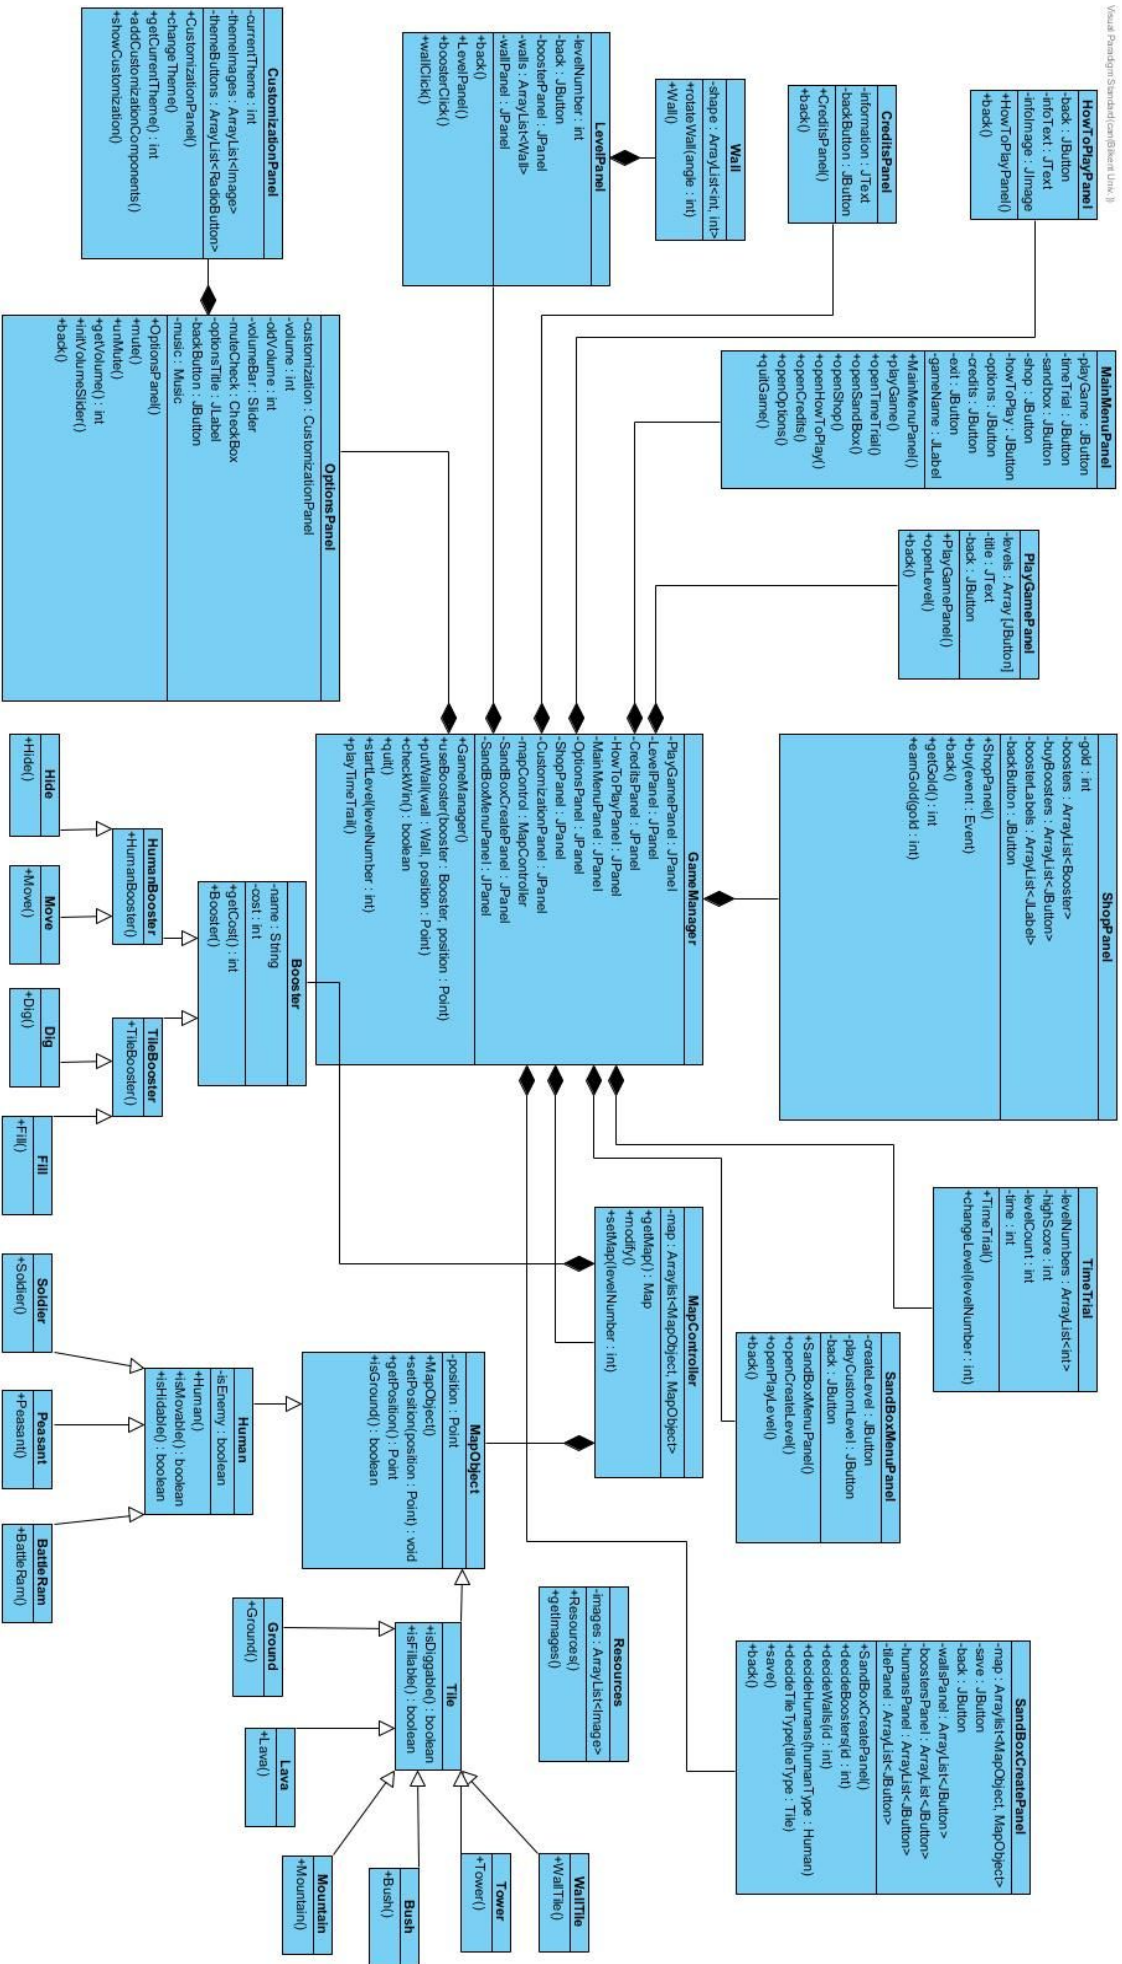 Visual Paradigm Standard(can(Bilkent Univ.))
HowToPlayPanel
-back : JButton
-infoText : JText
-infoImage : JImage
+HowToPlayPanel()
+back()
CreditsPanel
-information : JText
-backButton : JButton
+CreditsPanel()
+back()
Wall
-shape : ArrayList<int, int>
+rotateWall(angle : int)
+Wall()
LevelPanel
-levelNumber : int
-back : JButton
-boosterPanel : JPanel
-walls : ArrayList<Wall>
-wallPanel : JPanel
+back()
+LevelPanel()
+boosterClick()
+wallClick()
CustomizationPanel
-currentTheme : int
-themeImages : ArrayList<Image>
-themeButtons : ArrayList<RadioButton>
+CustomizationPanel()
+changeTheme()
+getCurrentTheme() : int
+addCustomizationComponents()
+showCustomization()
MainMenuPanel
-playGame : JButton
-timeTrial : JButton
-sandbox : JButton
-shop : JButton
-howToPlay : JButton
-options : JButton
-credits : JButton
-exit : JButton
-gameName : JLabel
+MainMenuPanel()
+playGame()
+openTimeTrial()
+openSandBox()
+openShop()
+openHowToPlay()
+openCredits()
+openOptions()
+quitGame()
OptionsPanel
-customization : CustomizationPanel
-volume : int
-oldVolume : int
-volumeBar : Slider
-muteCheck : CheckBox
-optionsTitle : JLabel
-backButton : JButton
-music : Music
+OptionsPanel()
+mute()
+unMute()
+getVolume() : int
+initVolumeSlider()
+back()
PlayGamePanel
-levels : Array[JButton]
-title : JText
-back : JButton
+PlayGamePanel()
+openLevel()
+back()
ShopPanel
-gold : int
-boosters : ArrayList<Booster>
-buyBoosters : ArrayList<JButton>
-boosterLabels : ArrayList<JLabel>
-backButton : JButton
+ShopPanel()
+buy(event : Event)
+back()
+getGold() : int
+earnGold(gold : int)
GameManager
-PlayGamePanel : JPanel
-LevelPanel : JPanel
-CreditsPanel : JPanel
-HowToPlayPanel : JPanel
-MainMenuPanel : JPanel
-OptionsPanel : JPanel
-ShopPanel : JPanel
-CustomizationPanel : JPanel
-mapControl : MapController
-SandBoxCreatePanel : JPanel
-SandBoxMenuPanel : JPanel
+GameManager()
+useBooster(booster : Booster, position : Point)
+putWall(wall : Wall, position : Point)
+checkWin() : boolean
+quit()
+startLevel(levelNumber : int)
+playTimeTrail()
Booster
-name : String
-cost : int
+getCost() : int
+Booster()
HumanBooster
+HumanBooster()
TileBooster
+TileBooster()
Hide
+Hide()
Move
+Move()
Dig
+Dig()
Fill
+Fill()
TimeTrial
-levelNumbers : ArrayList<int>
-highScore : int
-levelCount : int
-time : int
+TimeTrial()
+changeLevel(levelNumber : int)
SandBoxMenuPanel
-createLevel : JButton
-playCustomLevel : JButton
-back : JButton
+SandBoxMenuPanel()
+openCreateLevel()
+openPlayLevel()
+back()
MapController
-map : Arraylist<MapObject, MapObject>
+getMap() : Map
+modify()
+setMap(levelNumber : int)
MapObject
-position : Point
+MapObject()
+setPosition(position : Point) : void
+getPosition() : Point
+isGround() : boolean
Human
-isEnemy : boolean
+Human()
+isMovable() : boolean
+isHidable() : boolean
Soldier
+Soldier()
Peasant
+Peasant()
BattleRam
+BattleRam()
SandBoxCreatePanel
-map : Arraylist<MapObject, MapObject>
-save : JButton
-back : JButton
-wallsPanel : ArrayList<JButton>
-boostersPanel : ArrayList<JButton>
-humansPanel : ArrayList<JButton>
-tilePanel : ArrayList<JButton>
+SandBoxCreatePanel()
+decideBoosters(id : int)
+decideWalls(id : int)
+decideHumans(humanType : Human)
+decideTileType(tileType : Tile)
+save()
+back()
Resources
-images : ArrayList<Image>
+Resources()
+getImages()
Tile
+isDiggable() : boolean
+isFillable() : boolean
Ground
+Ground()
Lava
+Lava()
Mountain
+Mountain()
Bush
+Bush()
Tower
+Tower()
WallTile
+WallTile()